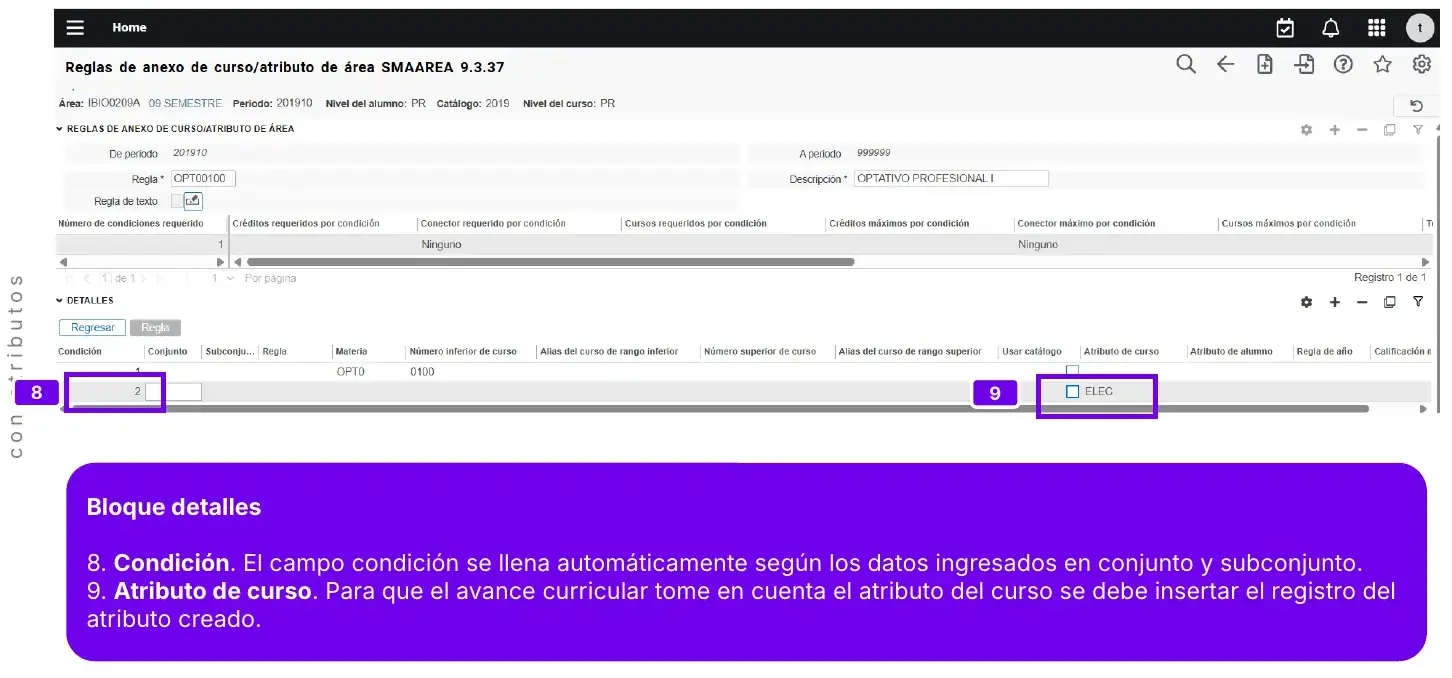 Home
t
Reglas de anexo de curso/atributo de área SMAAREA 9.3.37
Área: IBIO0209A 09 SEMESTRE Periodo: 201910 Nivel del alumno: PR Catálogo: 2019 Nivel del curso: PR
REGLAS DE ANEXO DE CURSO/ATRIBUTO DE ÁREA
De periodo 201910 A periodo 999999
Regla * OPT00100 Descripción * OPTATIVO PROFESIONAL I
Regla de texto
Número de condiciones requerido Créditos requeridos por condición Conector requerido por condición Cursos requeridos por condición Créditos máximos por condición Conector máximo por condición Cursos máximos por condición
1 Ninguno Ninguno
1 de 1 1 Por página Registro 1 de 1
DETALLES
Regresar Regla
Condición Conjunto Subconju... Regla Materia Número inferior de curso Alias del curso de rango inferior Número superior de curso Alias del curso de rango superior Usar catálogo Atributo de curso Atributo de alumno Regla de año Calificación
1 OPT0 0100
8 2 9 ELEC
Bloque detalles
8. Condición. El campo condición se llena automáticamente según los datos ingresados en conjunto y subconjunto.
9. Atributo de curso. Para que el avance curricular tome en cuenta el atributo del curso se debe insertar el registro del
atributo creado.